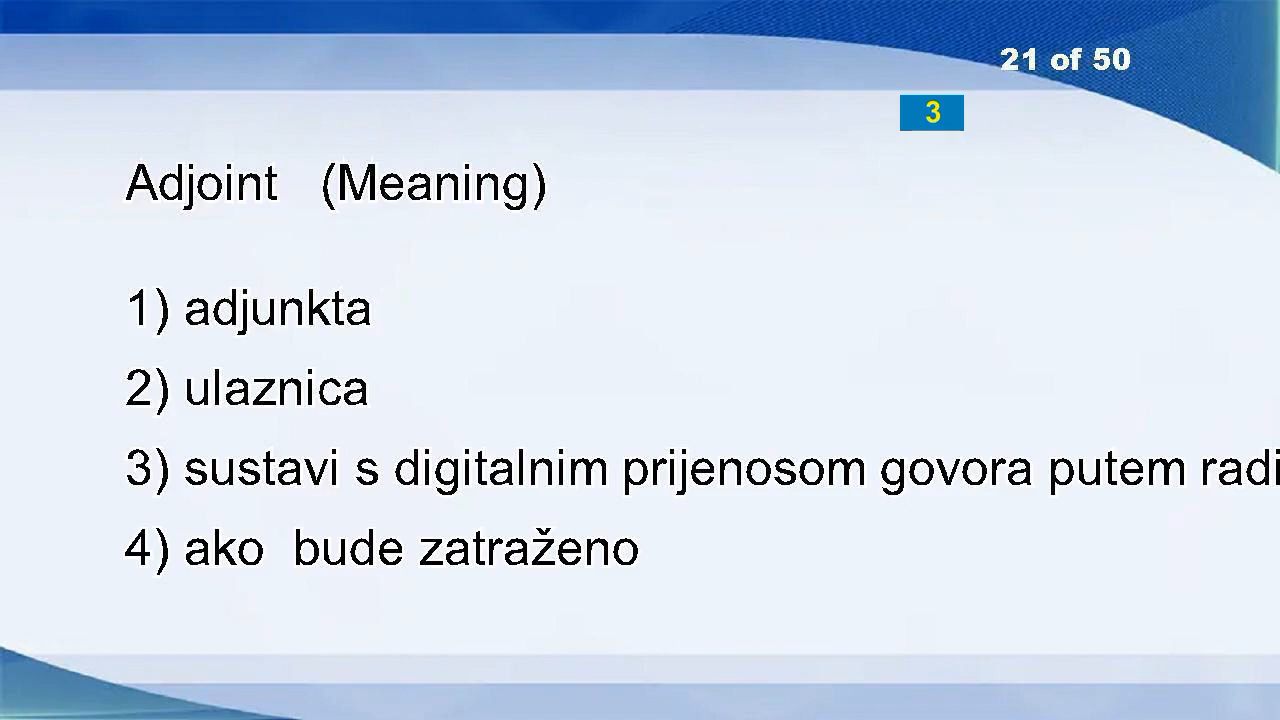 21 of 50
3
Adjoint (Meaning)
1) adjunkta
2) ulaznica
3) sustavi s digitalnim prijenosom govora putem radi
4) ako bude zatraženo